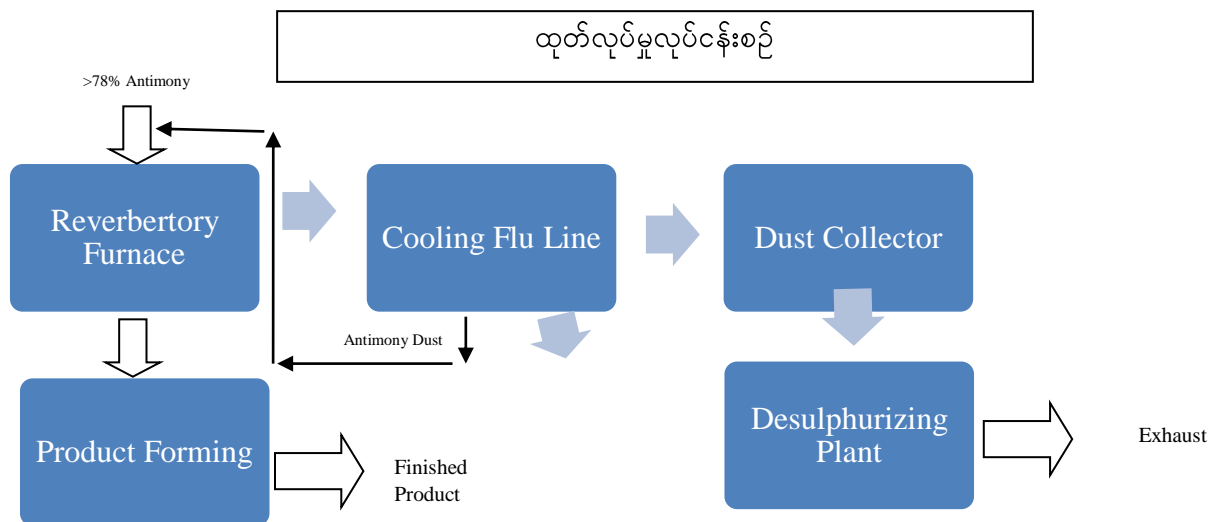 ထုတ်လုပ်မှုလုပ်ငန်းစဉ်
>78% Antimony
Reverbertory
Furnace
Cooling Flu Line
Dust Collector
Antimony Dust
Product Forming
Finished
Product
Desulphurizing
Plant
Exhaust